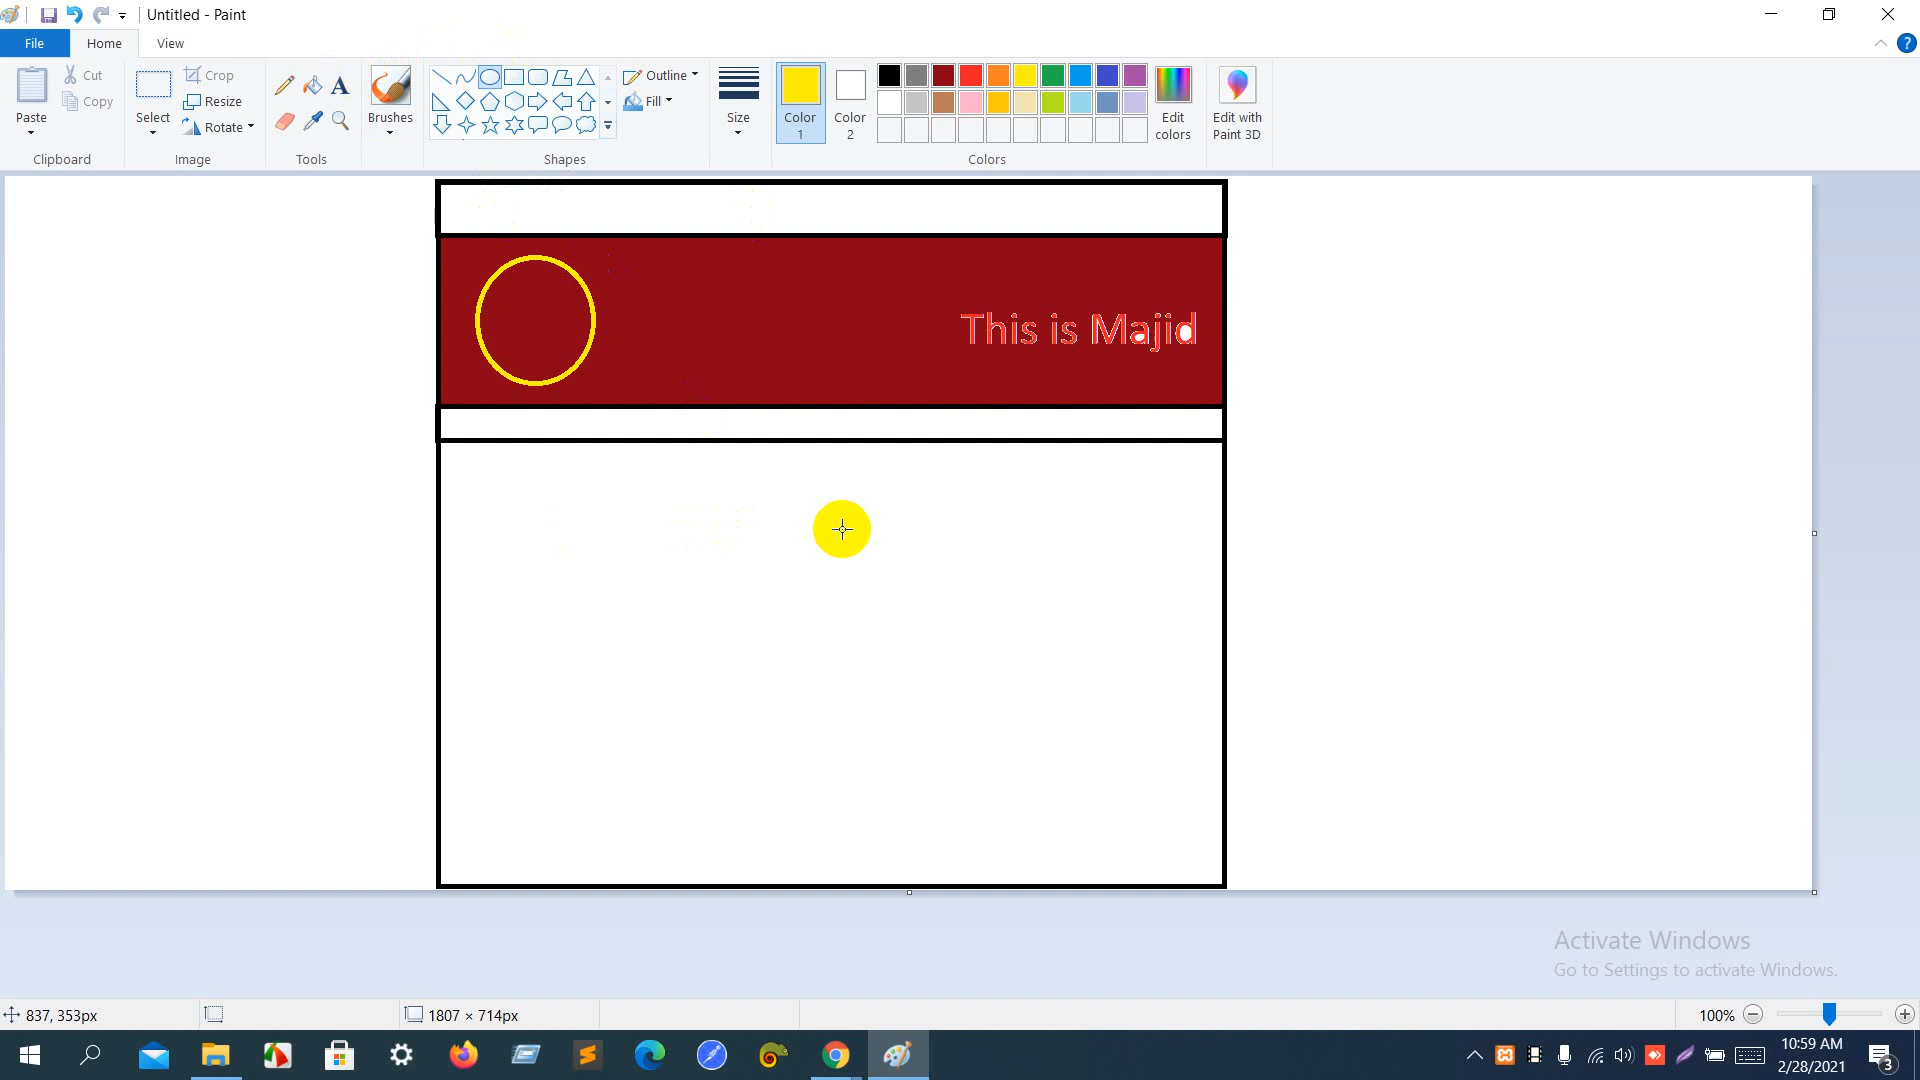 Untitled - Paint
File Home View
Paste
Cut
Copy
Clipboard
Select
Crop
Resize
Rotate
Image
Tools
Brushes
Shapes
Outline
Fill
Size
Color 1
Color 2
Colors
Edit colors
Edit with Paint 3D
This is Majid
Activate Windows
Go to Settings to activate Windows.
837, 353px
1807 × 714px
100%
10:59 AM
2/28/2021
3